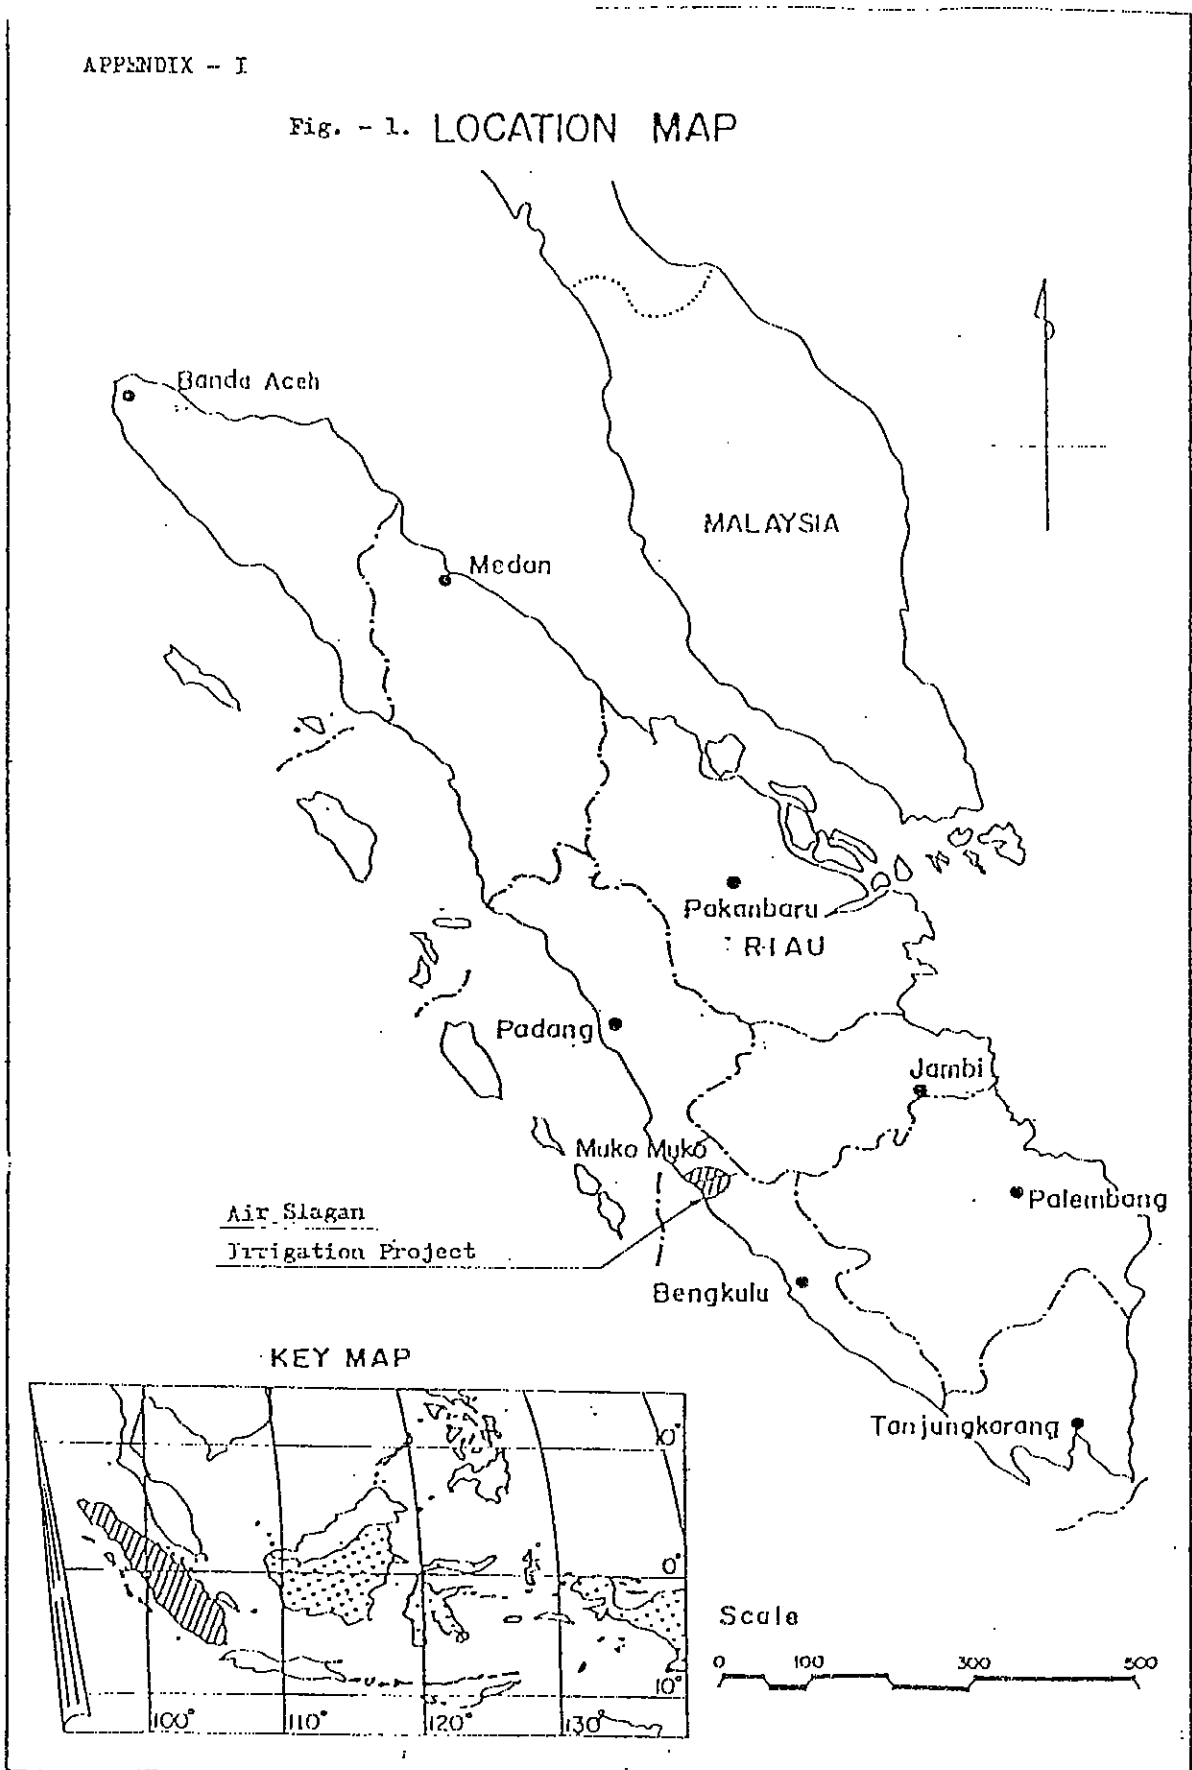 APPENDIX - I
Fig. - 1. LOCATION MAP
Banda Aceh
MALAYSIA
Medan
Pakanbaru
RIAU
Padang
Jambi
Muko Muko
Palembang
Air Slagan
Irrigation Project
Bengkulu
KEY MAP
Tanjungkarang
10°
0°
10°
100°
110°
120°
130°
Scale
0 100 300 500